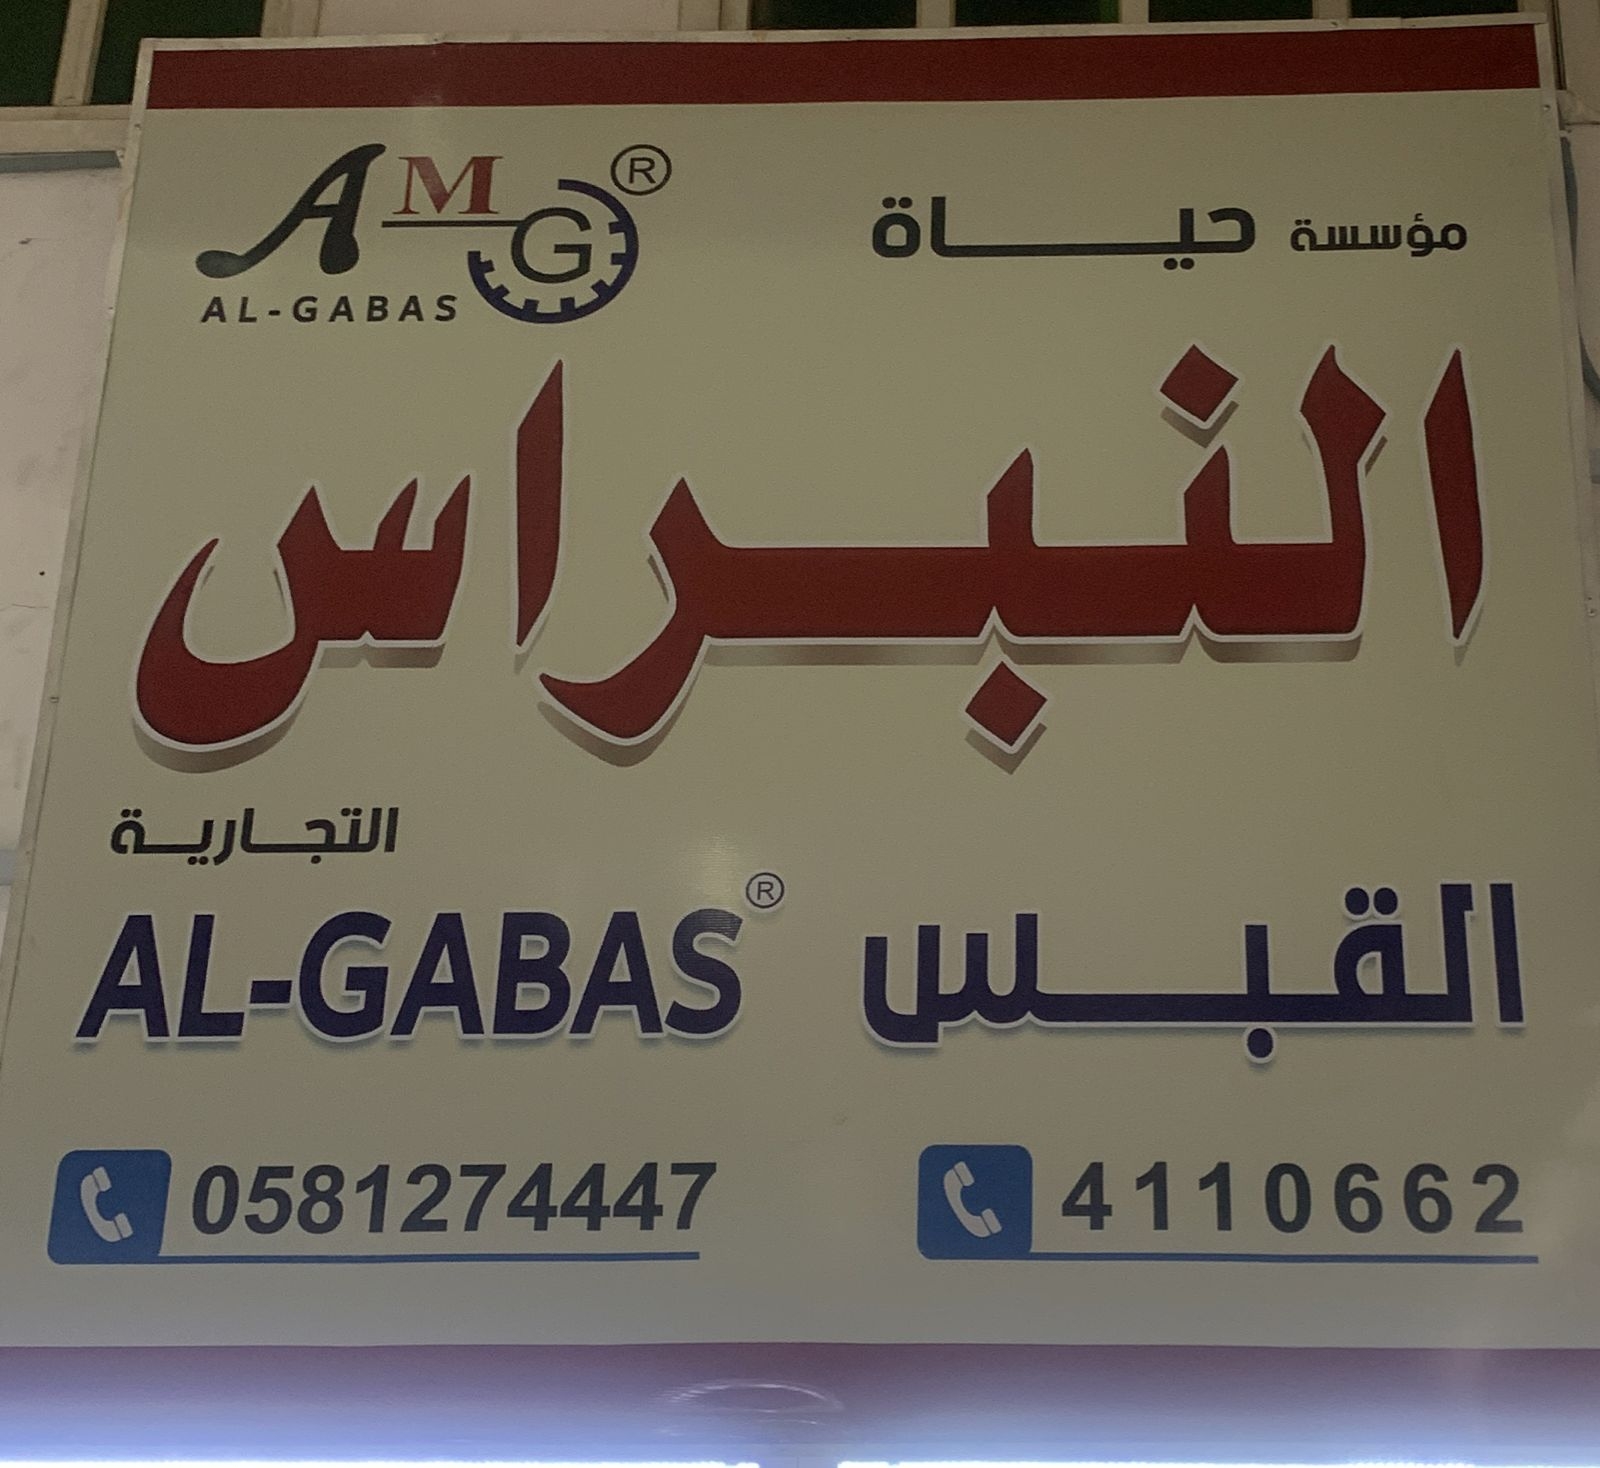 AMG®
AL-GABAS
مؤسسة حياة
النبراس
التجارية
القبس
AL-GABAS®
0581274447
4110662